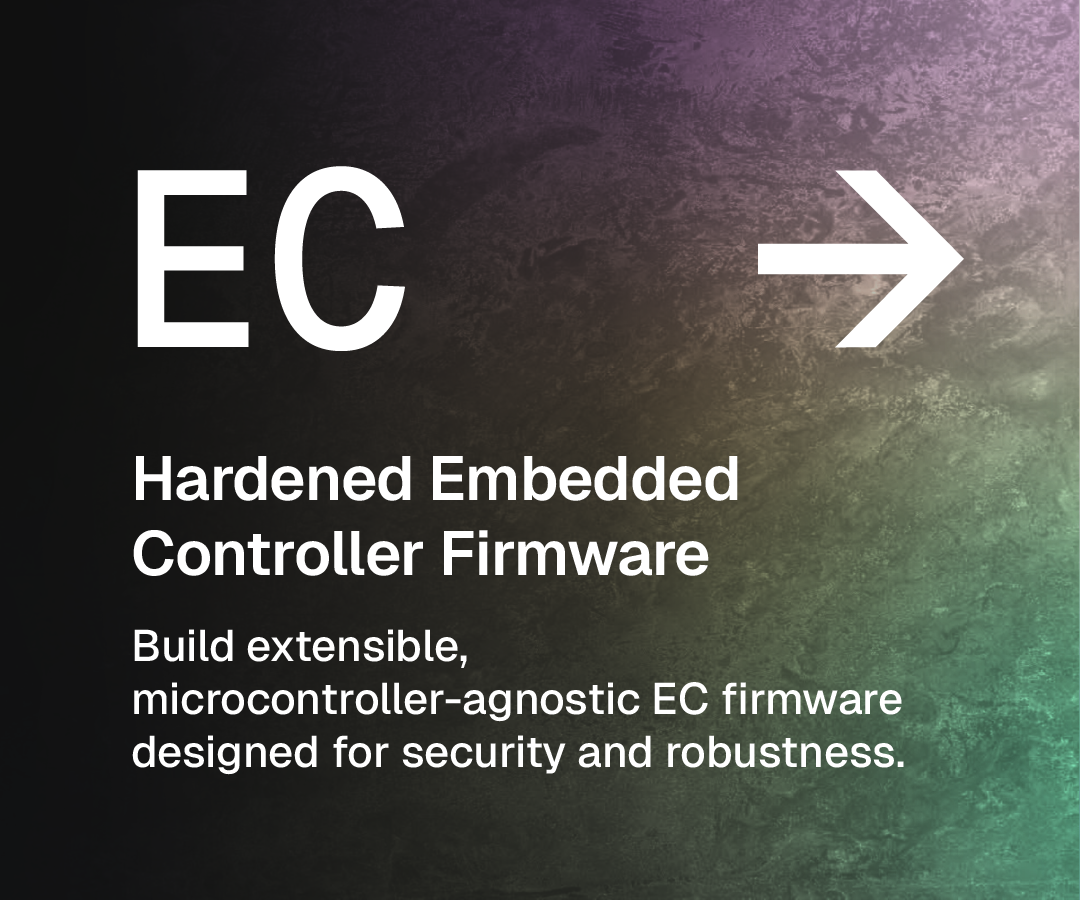 EC
Hardened Embedded
Controller Firmware
Build extensible,
microcontroller-agnostic EC firmware
designed for security and robustness.